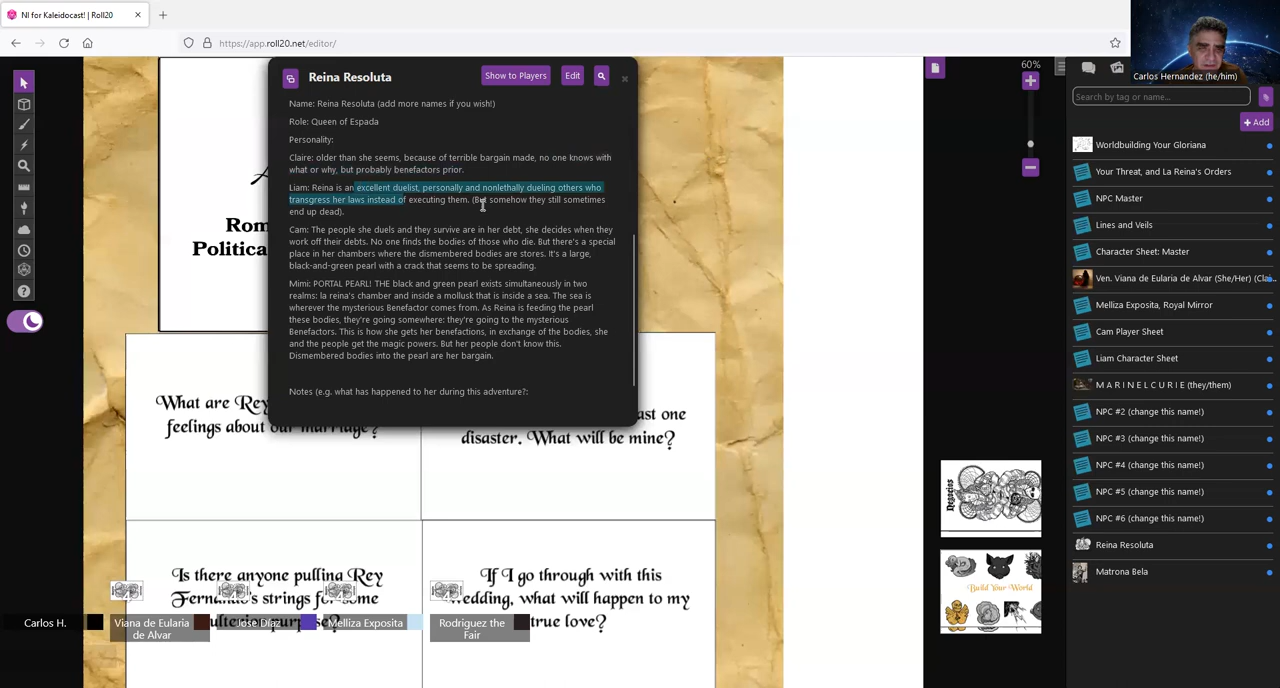 NI for Kaleidocast! | Roll20
https://app.roll20.net/editor/
Carlos Hernandez (he/him)
Reina Resoluta
Show to Players
Edit
Name: Reina Resoluta (add more names if you wish!)
Role: Queen of Espada
Personality:
Claire: older than she seems, because of terrible bargain made, no one knows with
what or why, but probably benefactors prior.
Liam: Reina is an excellent duelist, personally and nonlethally dueling others who
transgress her laws instead of executing them. (But somehow they still sometimes
end up dead).
Cam: The people she duels and they survive are in her debt, she decides when they
work off their debts. No one finds the bodies of those who die. But there's a special
place in her chambers where the dismembered bodies are stores. It's a large,
black-and-green pearl with a crack that seems to be spreading.
Mimi: PORTAL PEARL! THE black and green pearl exists simultaneously in two
realms: la reina's chamber and inside a mollusk that is inside a sea. The sea is
wherever the mysterious Benefactor comes from. As Reina is feeding the pearl
these bodies, they're going somewhere: they're going to the mysterious
Benefactors. This is how she gets her benefactions, in exchange of the bodies, she
and the people get the magic powers. But her people don't know this.
Dismembered bodies into the pearl are her bargain.
Notes (e.g. what has happened to her during this adventure?:
Rom
Politica
What are Rey
feelings about our marriage?
ast one
disaster. What will be mine?
Is there anyone pulling Rey
Fernando's strings for some
If I go through with this
wedding, what will happen to my
true love?
Carlos H.
Viana de Eularia
de Alvar
Jose Díaz
Melliza Exposita
Rodriguez the
Fair
60%
Search by tag or name...
+ Add
Worldbuilding Your Gloriana
Your Threat, and La Reina's Orders
NPC Master
Lines and Veils
Character Sheet: Master
Ven. Viana de Eularia de Alvar (She/Her) (Clai...
Melliza Exposita, Royal Mirror
Cam Player Sheet
Liam Character Sheet
M A R I N E L C U R I E (they/them)
NPC #2 (change this name!)
NPC #3 (change this name!)
NPC #4 (change this name!)
NPC #5 (change this name!)
NPC #6 (change this name!)
Reina Resoluta
Matrona Bela
Negocios
Build Your World